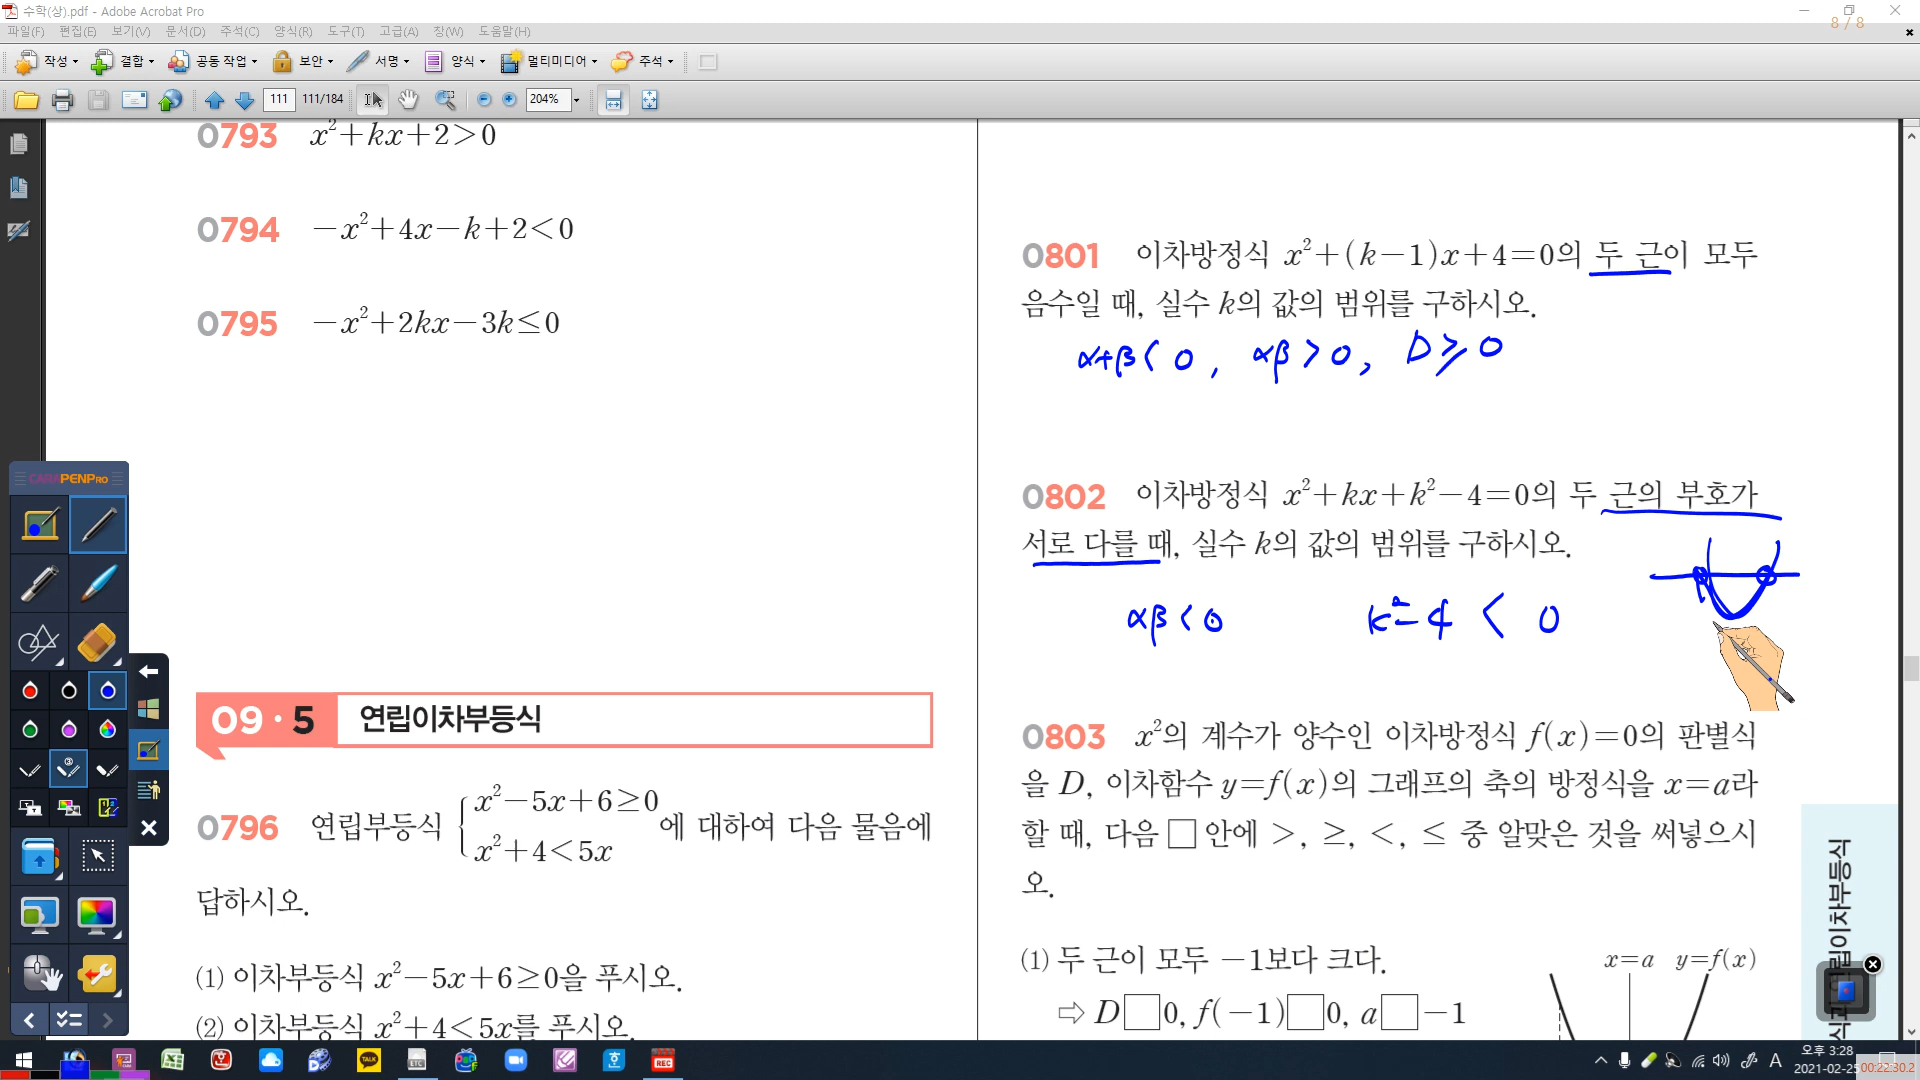 수학(상).pdf - Adobe Acrobat Pro
8 / 8
파일(F) 편집(E) 보기(V) 문서(D) 주석(C) 양식(R) 도구(T) 고급(A) 창(W) 도움말(H)
작성 결합 공동 작업 보안 서명 양식 멀티미디어 주석
111 111/184 204%
0793 x²+kx+2>0
0794 -x²+4x-k+2<0
0795 -x²+2kx-3k≤0
09·5 연립이차부등식
0796 연립부등식 { x²-5x+6≥0
x²+4<5x 에 대하여 다음 물음에
답하시오.
(1) 이차부등식 x²-5x+6≥0을 푸시오.
(2) 이차부등식 x²+4<5x를 푸시오.
0801 이차방정식 x²+(k-1)x+4=0의 두 근이 모두
음수일 때, 실수 k의 값의 범위를 구하시오.
α+β<0, αβ>0, D≥0
0802 이차방정식 x²+kx+k²-4=0의 두 근의 부호가
서로 다를 때, 실수 k의 값의 범위를 구하시오.
αβ<0 k²-4<0
0803 x²의 계수가 양수인 이차방정식 f(x)=0의 판별식
을 D, 이차함수 y=f(x)의 그래프의 축의 방정식을 x=a라
할 때, 다음 □ 안에 >, ≥, <, ≤ 중 알맞은 것을 써넣으시
오.
(1) 두 근이 모두 -1보다 크다.
⇨ D□0, f(-1)□0, a□-1
x=a y=f(x)
연립이차부등식
PENPRO
A
오후 3:28
2021-02-25
00:22:30.2
TALK
REC